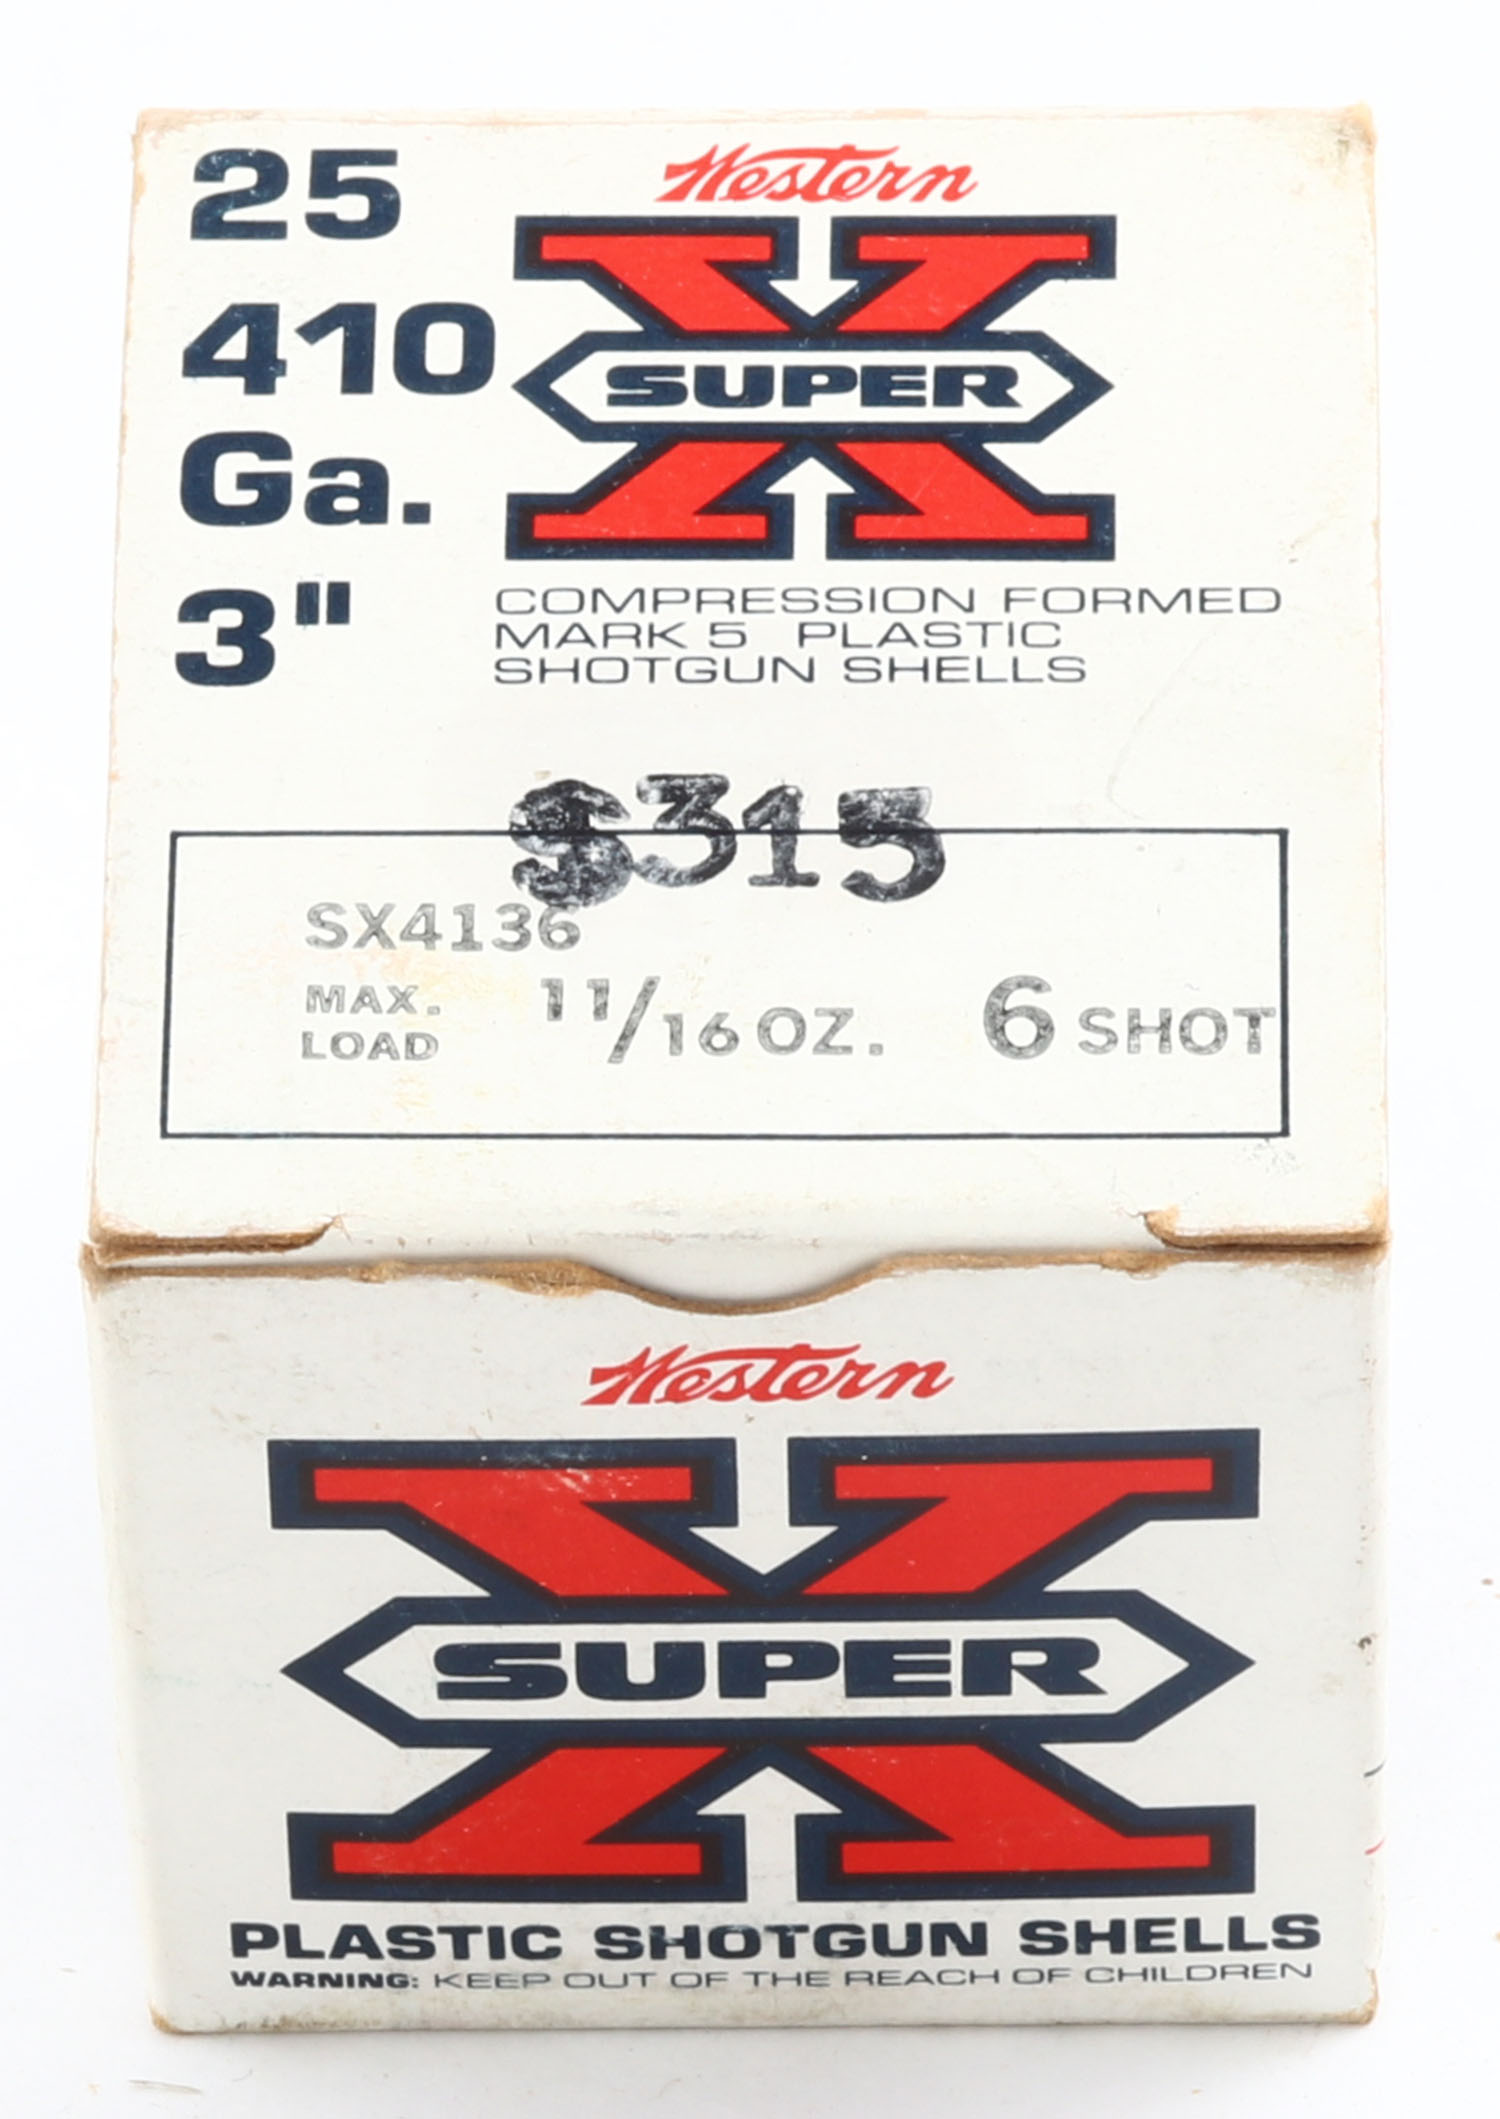 25
410
Ga.
3"
Western
SUPER X
COMPRESSION FORMED
MARK 5 PLASTIC
SHOTGUN SHELLS
$315
SX4136
MAX.
LOAD
11/16 OZ. 6 SHOT
Western
SUPER X
PLASTIC SHOTGUN SHELLS
WARNING: KEEP OUT OF THE REACH OF CHILDREN